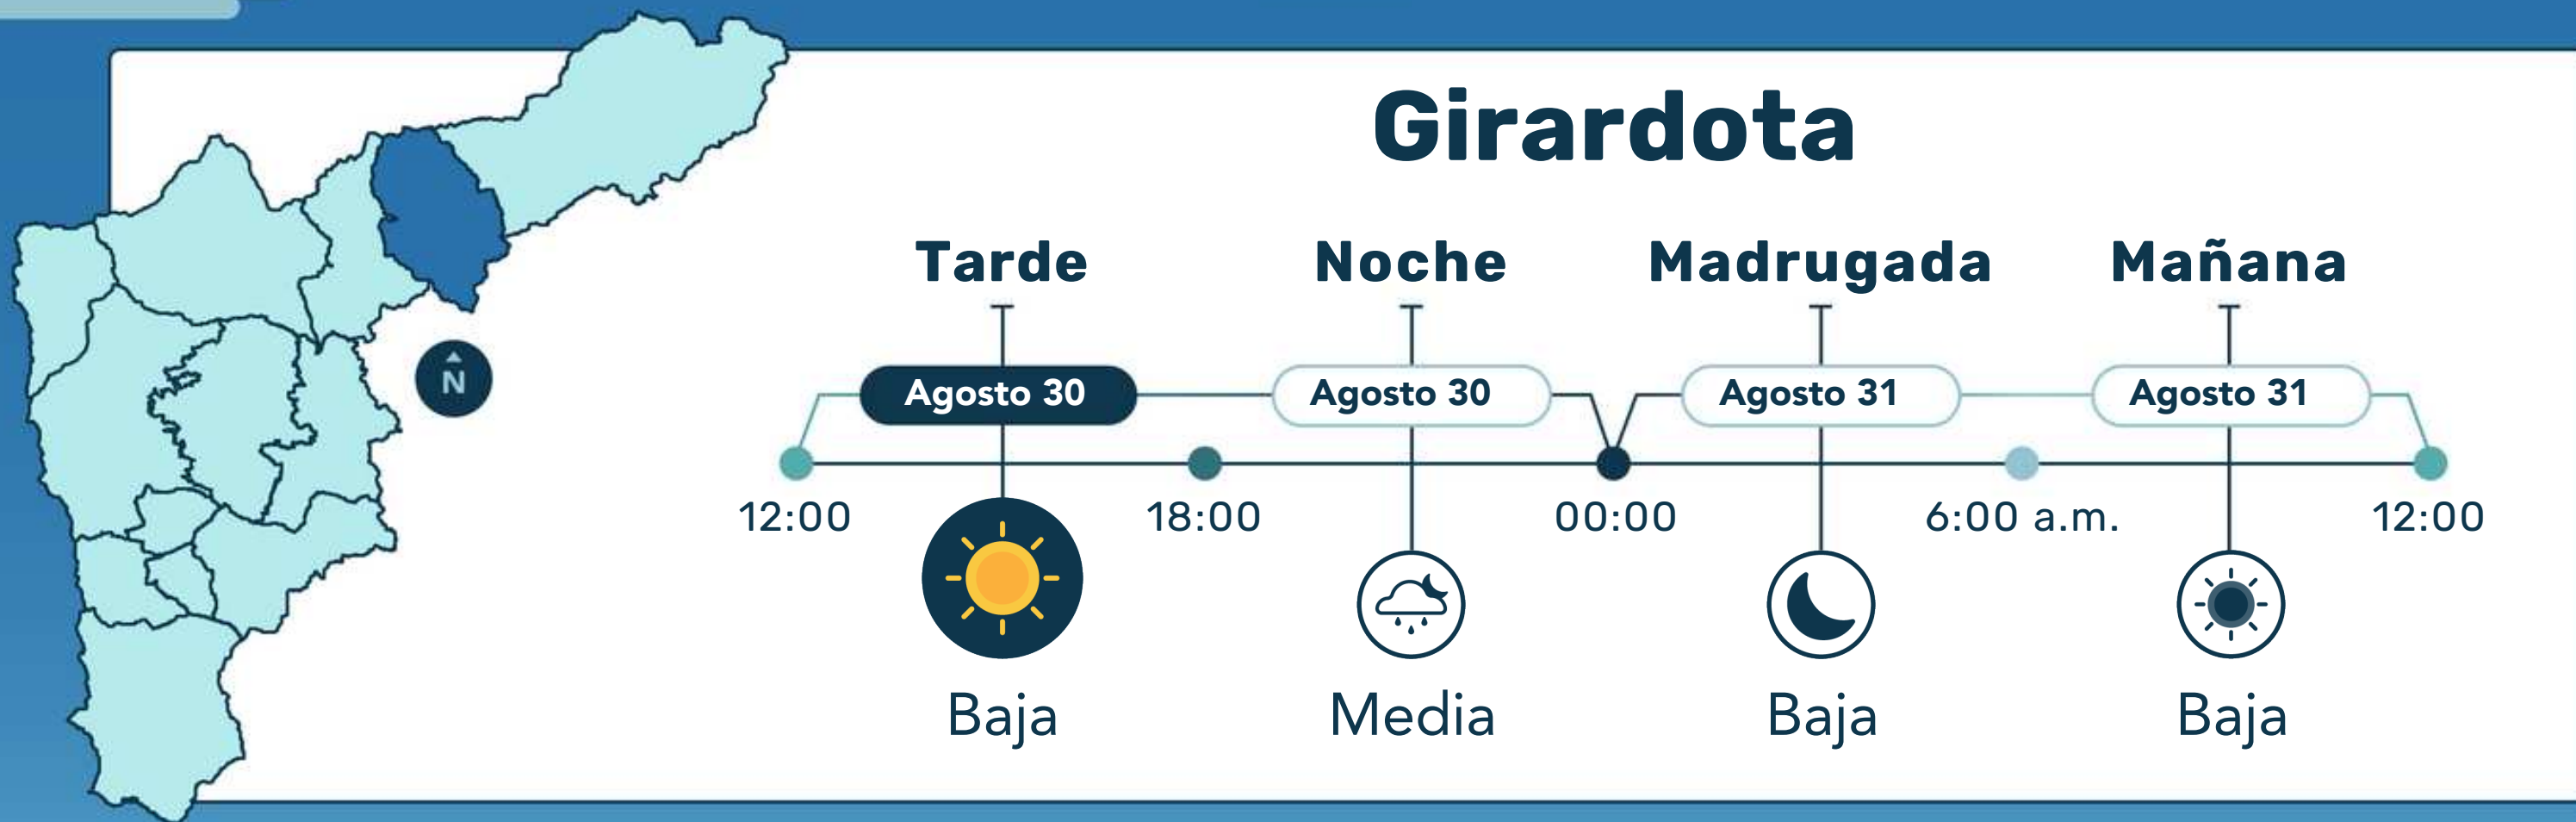 Girardota
Tarde Noche Madrugada Mañana
Agosto 30 Agosto 30 Agosto 31 Agosto 31
N
12:00 18:00 00:00 6:00 a.m. 12:00
Baja Media Baja Baja